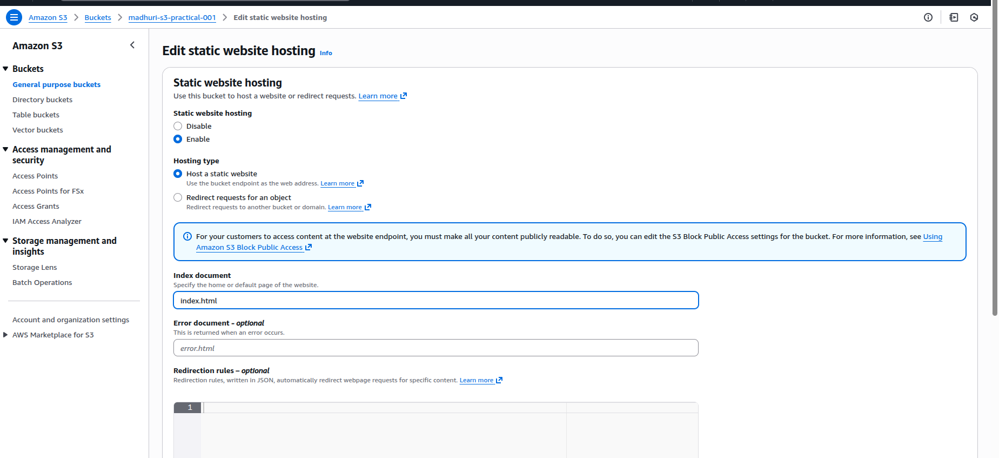 Amazon S3 > Buckets > madhuri-s3-practical-001 > Edit static website hosting
Amazon S3
Buckets
General purpose buckets
Directory buckets
Table buckets
Vector buckets
Access management and
security
Access Points
Access Points for FSx
Access Grants
IAM Access Analyzer
Storage management and
insights
Storage Lens
Batch Operations
Account and organization settings
AWS Marketplace for S3
Edit static website hosting Info
Static website hosting
Use this bucket to host a website or redirect requests. Learn more
Static website hosting
Disable
Enable
Hosting type
Host a static website
Use the bucket endpoint as the web address. Learn more
Redirect requests for an object
Redirect requests to another bucket or domain. Learn more
For your customers to access content at the website endpoint, you must make all your content publicly readable. To do so, you can edit the S3 Block Public Access settings for the bucket. For more information, see Using
Amazon S3 Block Public Access
Index document
Specify the home or default page of the website.
index.html
Error document – optional
This is returned when an error occurs.
error.html
Redirection rules – optional
Redirection rules, written in JSON, automatically redirect webpage requests for specific content. Learn more
1